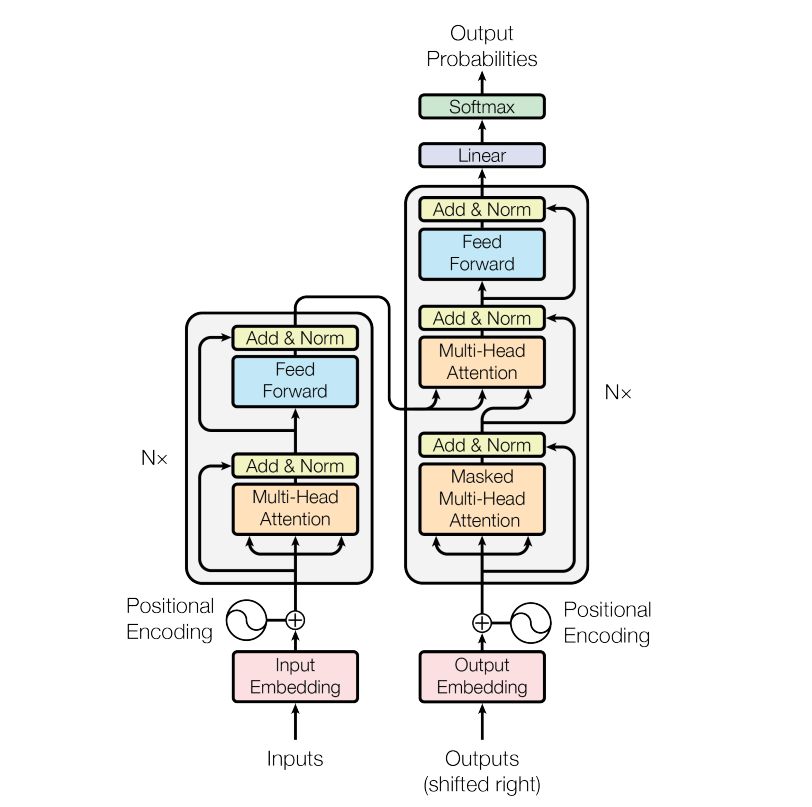 Output
Probabilities
Softmax
Linear
Add & Norm
Feed
Forward
Add & Norm
Multi-Head
Attention
N×
Add & Norm
Masked
Multi-Head
Attention
Add & Norm
Feed
Forward
N×
Add & Norm
Multi-Head
Attention
Positional
Encoding
Positional
Encoding
Input
Embedding
Output
Embedding
Inputs
Outputs
(shifted right)